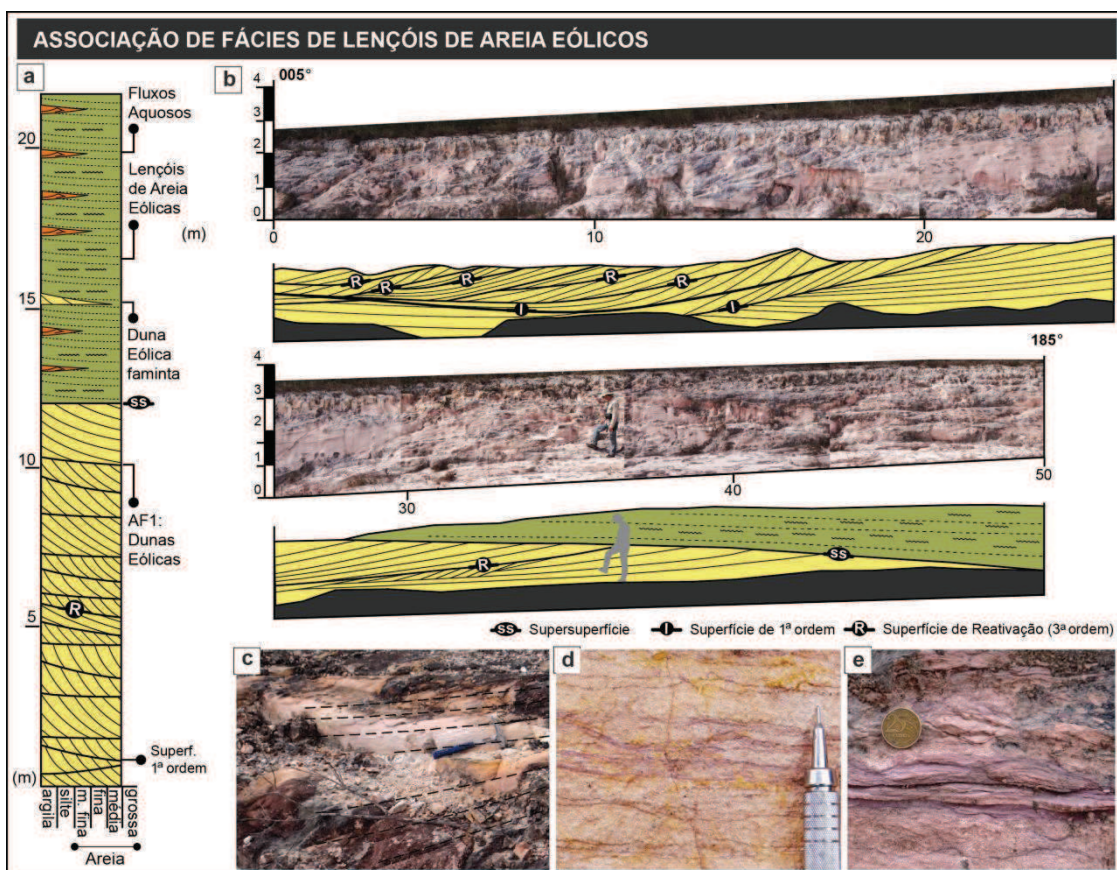 ASSOCIAÇÃO DE FÁCIES DE LENÇÓIS DE AREIA EÓLICOS
a
Fluxos
Aquosos
20
Lençóis
de Areia
Eólicas
(m)
15
Duna
Eólica
faminta
SS
10
AF1:
Dunas
Eólicas
R
5
Superf.
1ª ordem
(m)
argila
silte
m. fina
fina
média
grossa
Areia
b
005°
4
3
2
1
0
0
10
20
R
R
R
R
R
I
I
185°
4
3
2
1
0
30
40
50
R
SS
SS Supersuperfície
I Superfície de 1ª ordem
R Superfície de Reativação (3ª ordem)
c
d
e
25